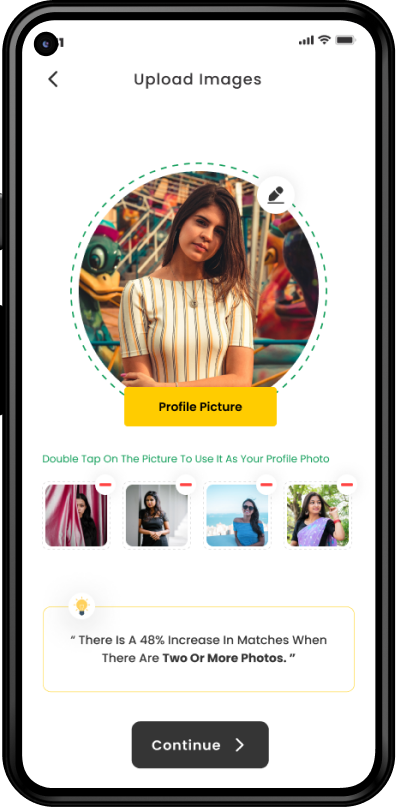 Upload Images
Profile Picture
Double Tap On The Picture To Use It As Your Profile Photo
“ There Is A 48% Increase In Matches When
There Are Two Or More Photos. ”
Continue